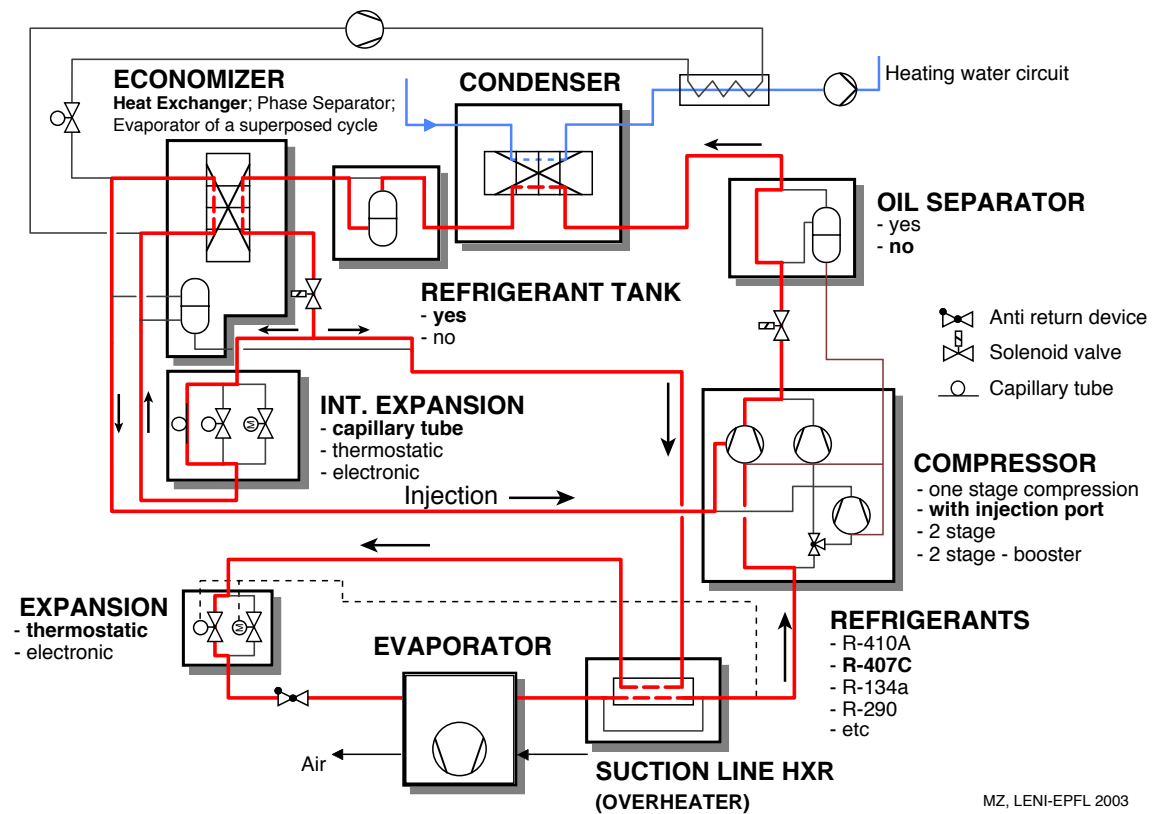 ECONOMIZER
Heat Exchanger; Phase Separator;
Evaporator of a superposed cycle
CONDENSER
Heating water circuit
OIL SEPARATOR
- yes
- no
REFRIGERANT TANK
- yes
- no
Anti return device
Solenoid valve
Capillary tube
INT. EXPANSION
- capillary tube
- thermostatic
- electronic
M
Injection
COMPRESSOR
- one stage compression
- with injection port
- 2 stage
- 2 stage - booster
EXPANSION
- thermostatic
- electronic
M
EVAPORATOR
REFRIGERANTS
- R-410A
- R-407C
- R-134a
- R-290
- etc
Air
SUCTION LINE HXR
(OVERHEATER)
MZ, LENI-EPFL 2003